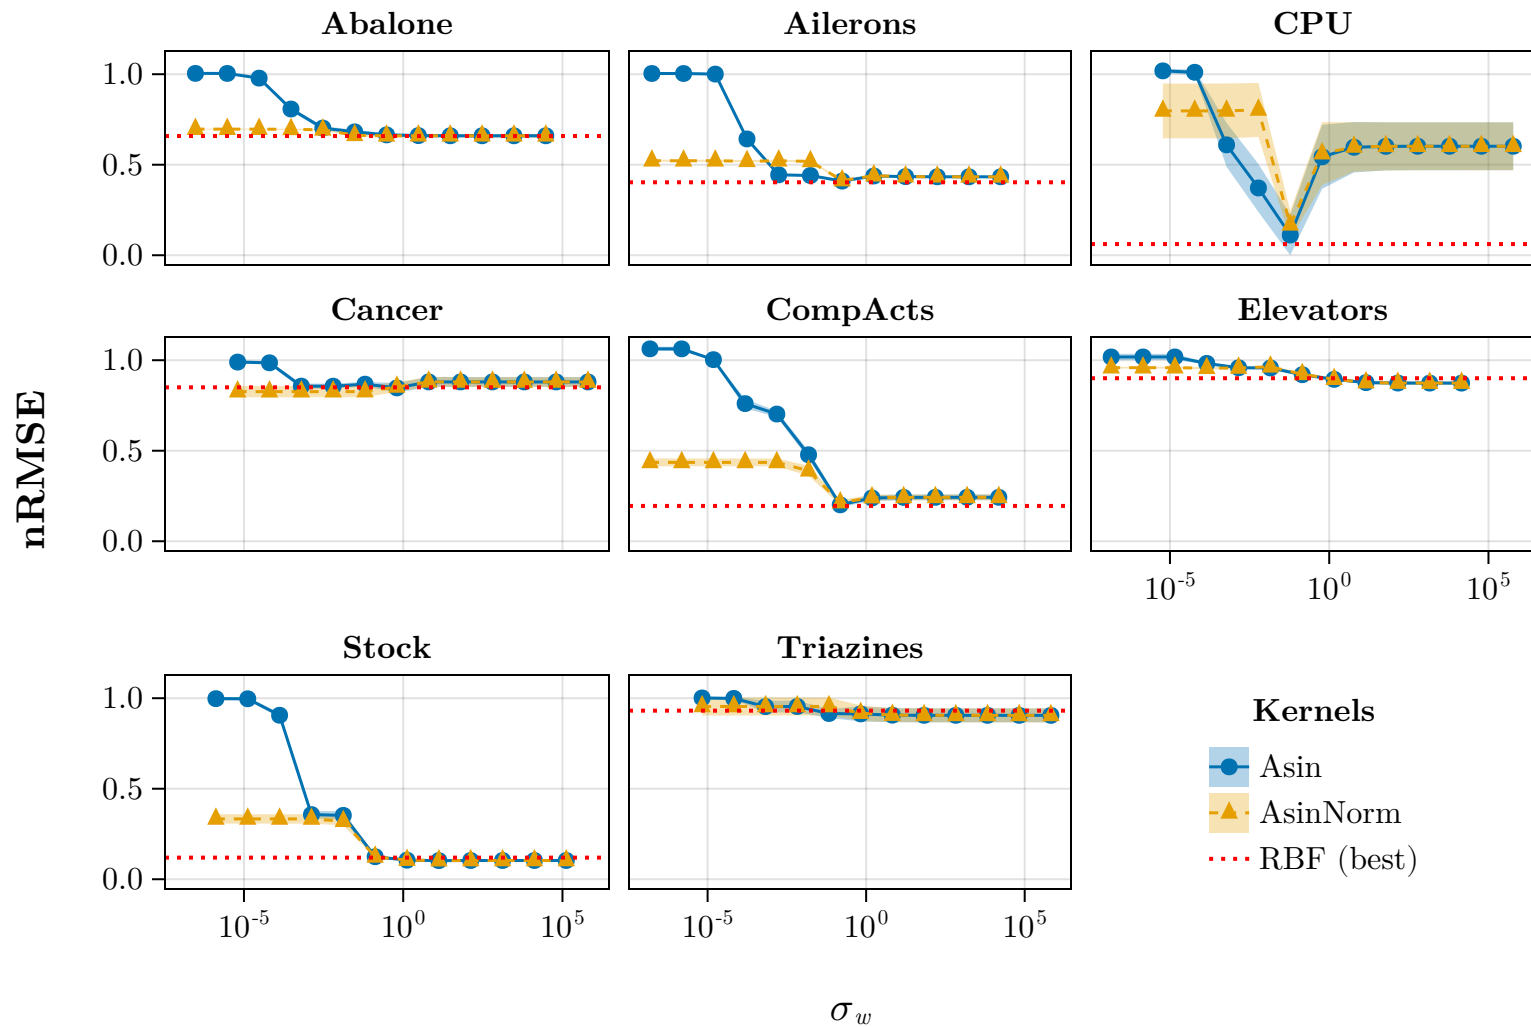 Abalone
Ailerons
CPU
1.0
0.5
0.0
Cancer
CompActs
Elevators
1.0
0.5
0.0
10^-5 10^0 10^5
nRMSE
Stock
Triazines
1.0
0.5
0.0
10^-5 10^0 10^5
10^-5 10^0 10^5
Kernels
Asin
AsinNorm
RBF (best)
σ_w